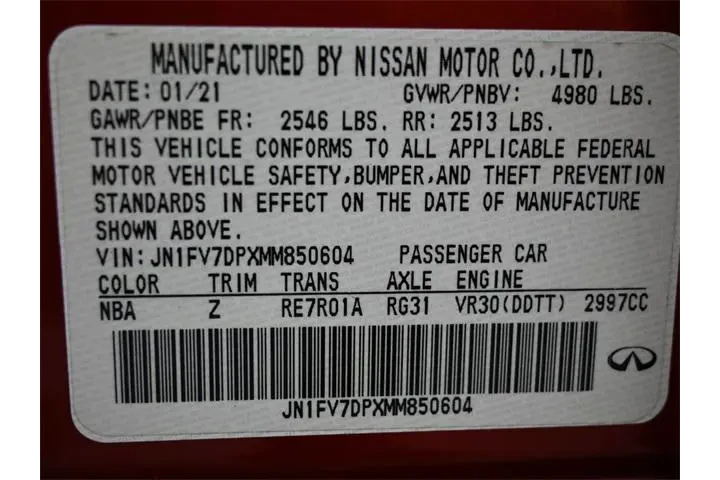 MANUFACTURED BY NISSAN MOTOR CO.,LTD.
DATE: 01/21 GVWR/PNBV: 4980 LBS.
GAWR/PNBE FR: 2546 LBS. RR: 2513 LBS.
THIS VEHICLE CONFORMS TO ALL APPLICABLE FEDERAL
MOTOR VEHICLE SAFETY,BUMPER,AND THEFT PREVENTION
STANDARDS IN EFFECT ON THE DATE OF MANUFACTURE
SHOWN ABOVE.
VIN:JN1FV7DPXMM850604 PASSENGER CAR
COLOR TRIM TRANS AXLE ENGINE
NBA Z RE7R01A RG31 VR30(DDTT) 2997CC
JN1FV7DPXMM850604